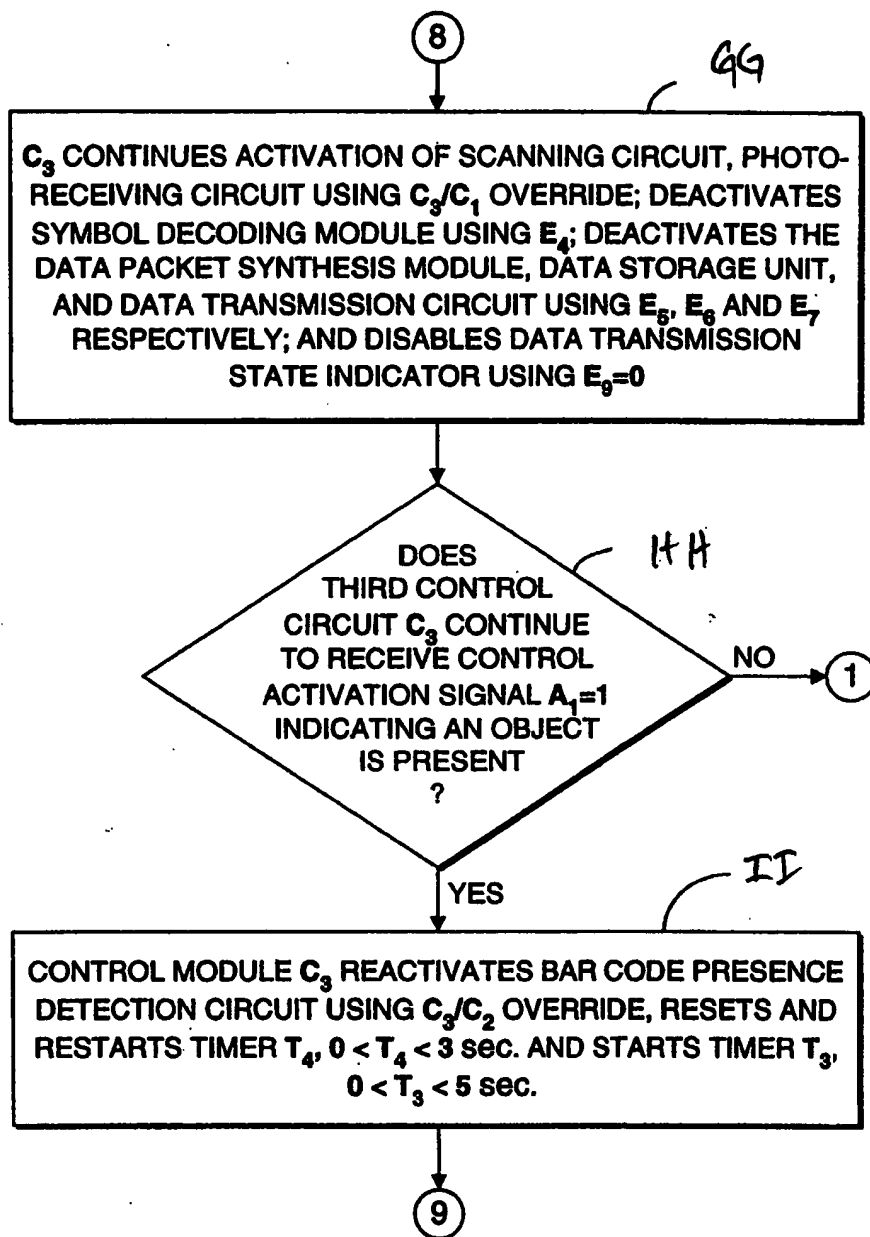 8
GG
C3 CONTINUES ACTIVATION OF SCANNING CIRCUIT, PHOTO-
RECEIVING CIRCUIT USING C3/C1 OVERRIDE; DEACTIVATES
SYMBOL DECODING MODULE USING E4; DEACTIVATES THE
DATA PACKET SYNTHESIS MODULE, DATA STORAGE UNIT,
AND DATA TRANSMISSION CIRCUIT USING E5, E6 AND E7
RESPECTIVELY; AND DISABLES DATA TRANSMISSION
STATE INDICATOR USING E9=0
HH
DOES
THIRD CONTROL
CIRCUIT C3 CONTINUE
TO RECEIVE CONTROL
ACTIVATION SIGNAL A1=1
INDICATING AN OBJECT
IS PRESENT
?
NO
1
YES
II
CONTROL MODULE C3 REACTIVATES BAR CODE PRESENCE
DETECTION CIRCUIT USING C3/C2 OVERRIDE, RESETS AND
RESTARTS TIMER T4, 0 < T4 < 3 sec. AND STARTS TIMER T3,
0 < T3 < 5 sec.
9